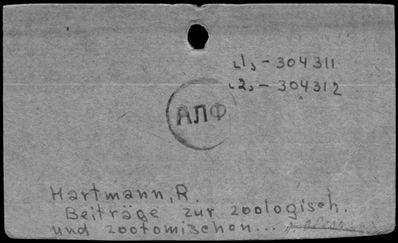 „1„ - 304311
„2„ - 304312
АЛФ
Hartmann, R.
Beiträge zur zoologisch.
und zootomischen...